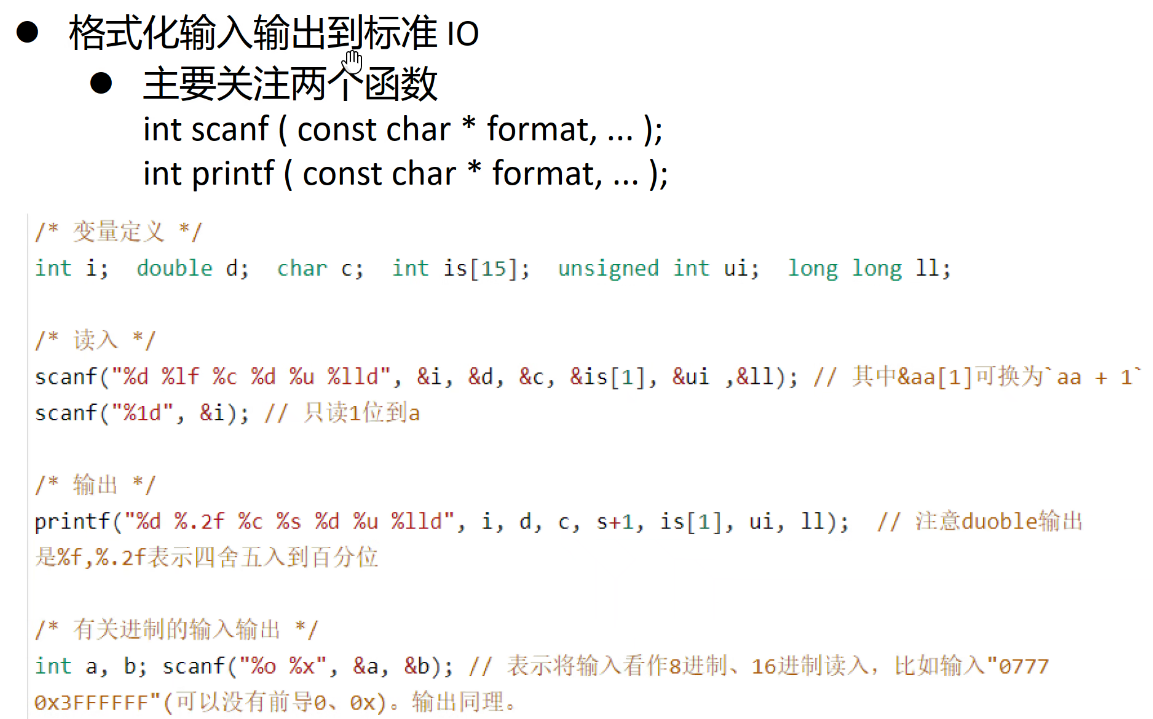 格式化输入输出到标准 IO
主要关注两个函数
int scanf ( const char * format, ... );
int printf ( const char * format, ... );
/* 变量定义 */
int i;  double d;  char c;  int is[15];  unsigned int ui;  long long ll;
/* 读入 */
scanf("%d %lf %c %d %u %lld", &i, &d, &c, &is[1], &ui ,&ll); // 其中&aa[1]可换为`aa + 1`
scanf("%1d", &i); // 只读1位到a
/* 输出 */
printf("%d %.2f %c %s %d %u %lld", i, d, c, s+1, is[1], ui, ll);  // 注意duoble输出
是%f,%.2f表示四舍五入到百分位
/* 有关进制的输入输出 */
int a, b; scanf("%o %x", &a, &b); // 表示将输入看作8进制、16进制读入，比如输入"0777
0x3FFFFFF"(可以没有前导0、0x)。输出同理。